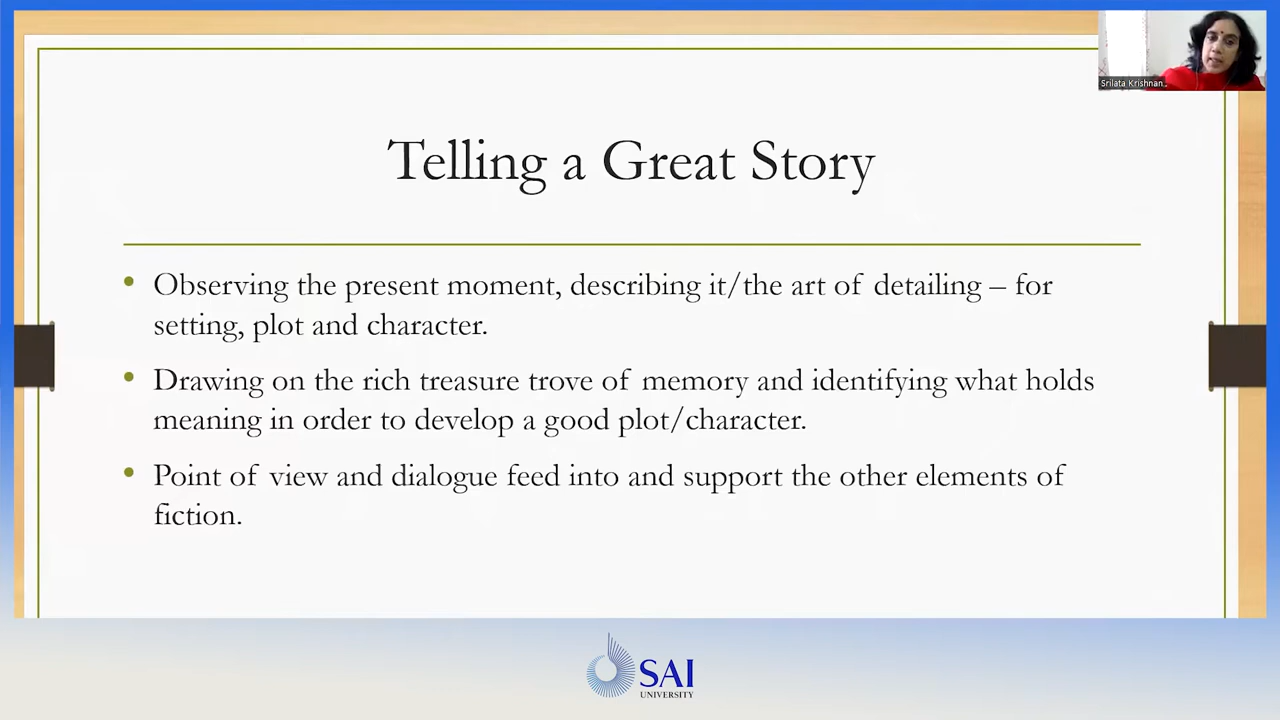 Srilata Krishnan
Telling a Great Story
• Observing the present moment, describing it/the art of detailing – for
setting, plot and character.
• Drawing on the rich treasure trove of memory and identifying what holds
meaning in order to develop a good plot/character.
• Point of view and dialogue feed into and support the other elements of
fiction.
SAI
UNIVERSITY